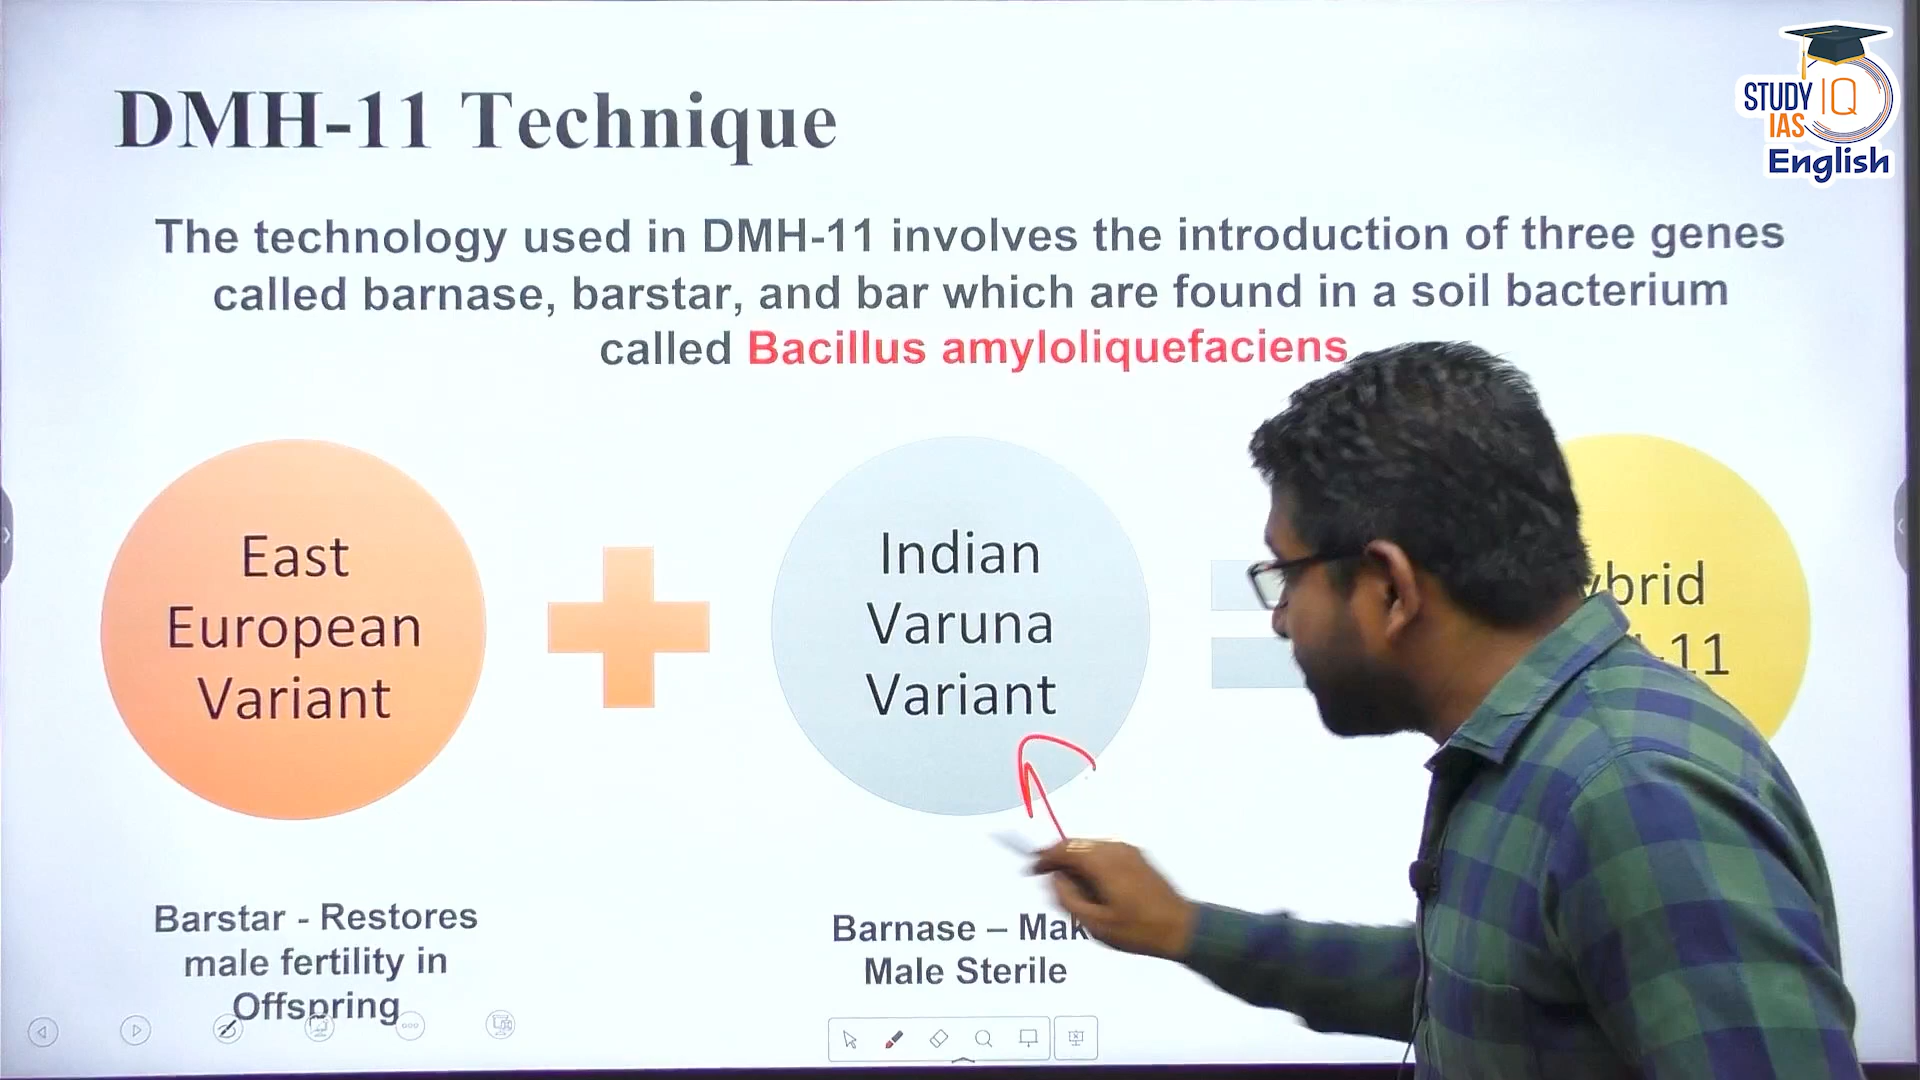 STUDY IQ
IAS
English
DMH-11 Technique
The technology used in DMH-11 involves the introduction of three genes
called barnase, barstar, and bar which are found in a soil bacterium
called Bacillus amyloliquefaciens
East
European
Variant
Indian
Varuna
Variant
ybrid
-11
Barstar - Restores
male fertility in
Offspring
Barnase – Mak
Male Sterile